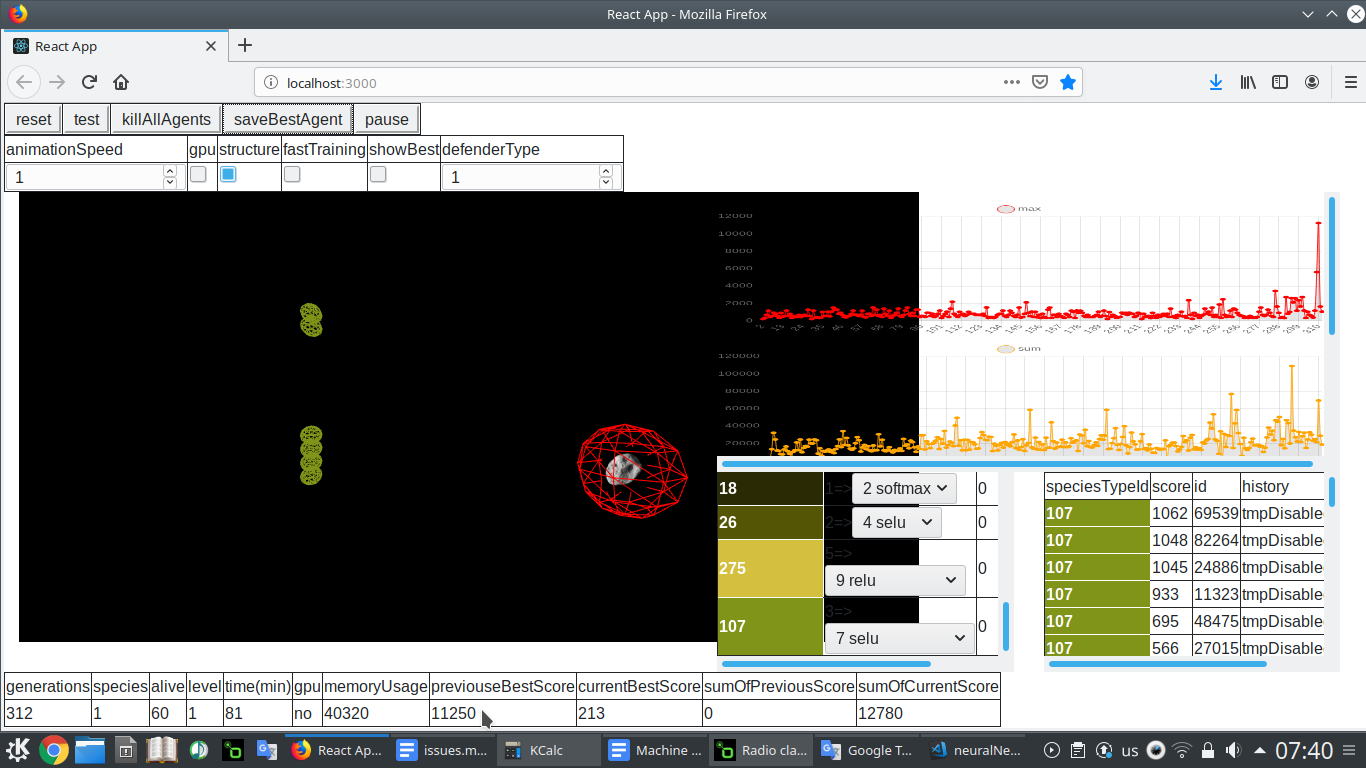 React App - Mozilla Firefox
React App
localhost:3000
reset test killAllAgents saveBestAgent pause
animationSpeed gpu structure fastTraining showBest defenderType
1 1
max
12000
10000
8000
6000
4000
2000
0
sum
120000
100000
80000
60000
40000
20000
18 1=> 2 softmax 0
26 2=> 4 selu 0
275 5=> 9 relu 0
107 3=> 7 selu 0
speciesTypeId score id history
107 1062 69539 tmpDisable
107 1048 82264 tmpDisable
107 1045 24886 tmpDisable
107 933 11323 tmpDisable
107 695 48475 tmpDisable
107 566 27015 tmpDisable
generations species alive level time(min) gpu memoryUsage previouseBestScore currentBestScore sumOfPreviousScore sumOfCurrentScore
312 1 60 1 81 no 40320 11250 213 0 12780
React Ap... issues.m... KCalc Machine ... Radio cla... Google T... neuralNe... us 07:40